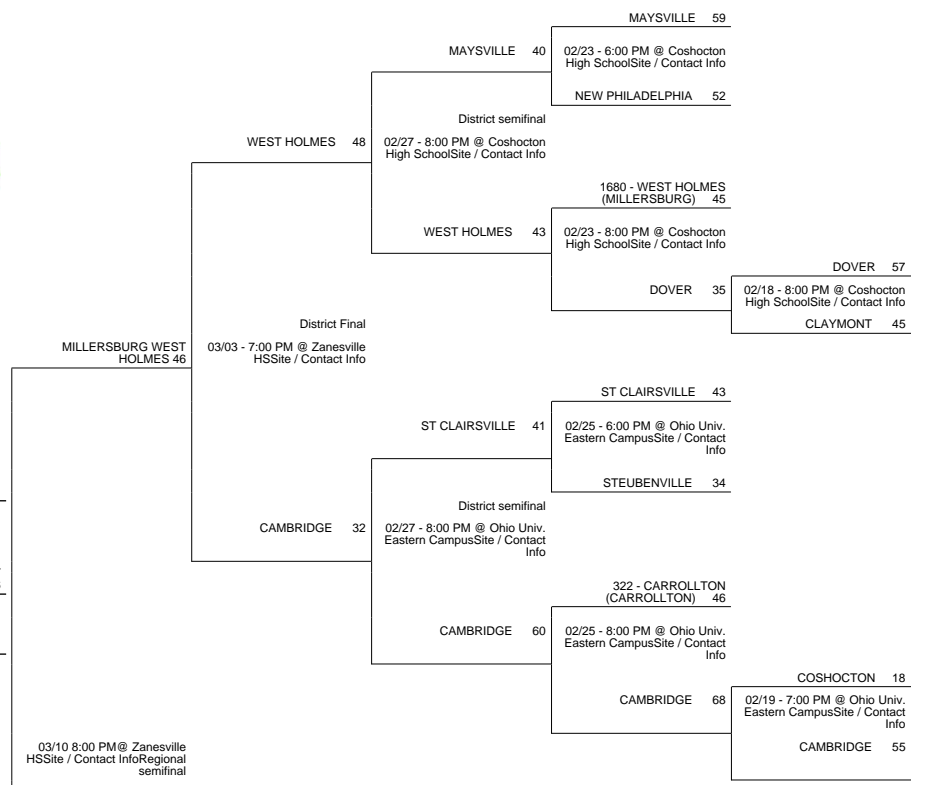 MAYSVILLE 59
MAYSVILLE 40
02/23 - 6:00 PM @ Coshocton
High SchoolSite / Contact Info
NEW PHILADELPHIA 52
District semifinal
WEST HOLMES 48
02/27 - 8:00 PM @ Coshocton
High SchoolSite / Contact Info
1680 - WEST HOLMES
(MILLERSBURG) 45
WEST HOLMES 43
02/23 - 8:00 PM @ Coshocton
High SchoolSite / Contact Info
DOVER 57
DOVER 35
02/18 - 8:00 PM @ Coshocton
High SchoolSite / Contact Info
CLAYMONT 45
District Final
MILLERSBURG WEST
HOLMES 46
03/03 - 7:00 PM @ Zanesville
HSSite / Contact Info
ST CLAIRSVILLE 43
ST CLAIRSVILLE 41
02/25 - 6:00 PM @ Ohio Univ.
Eastern CampusSite / Contact
Info
STEUBENVILLE 34
District semifinal
CAMBRIDGE 32
02/27 - 8:00 PM @ Ohio Univ.
Eastern CampusSite / Contact
Info
322 - CARROLLTON
(CARROLLTON) 46
CAMBRIDGE 60
02/25 - 8:00 PM @ Ohio Univ.
Eastern CampusSite / Contact
Info
COSHOCTON 18
CAMBRIDGE 68
02/19 - 7:00 PM @ Ohio Univ.
Eastern CampusSite / Contact
Info
CAMBRIDGE 55
03/10 8:00 PM@ Zanesville
HSSite / Contact InfoRegional
semifinal